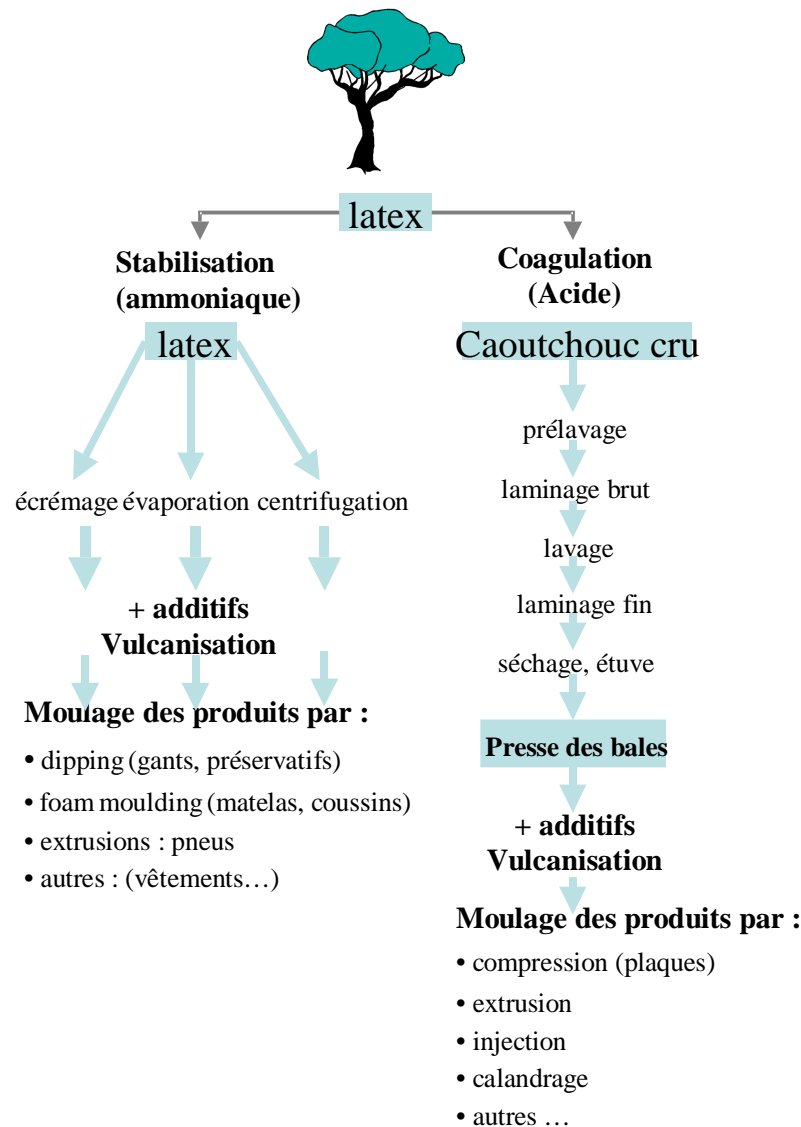 latex
Stabilisation
(ammoniaque)
latex
écrémage évaporation centrifugation
+ additifs
Vulcanisation
Moulage des produits par :
• dipping (gants, préservatifs)
• foam moulding (matelas, coussins)
• extrusions : pneus
• autres : (vêtements…)
Coagulation
(Acide)
Caoutchouc cru
prélavage
laminage brut
lavage
laminage fin
séchage, étuve
Presse des bales
+ additifs
Vulcanisation
Moulage des produits par :
• compression (plaques)
• extrusion
• injection
• calandrage
• autres …